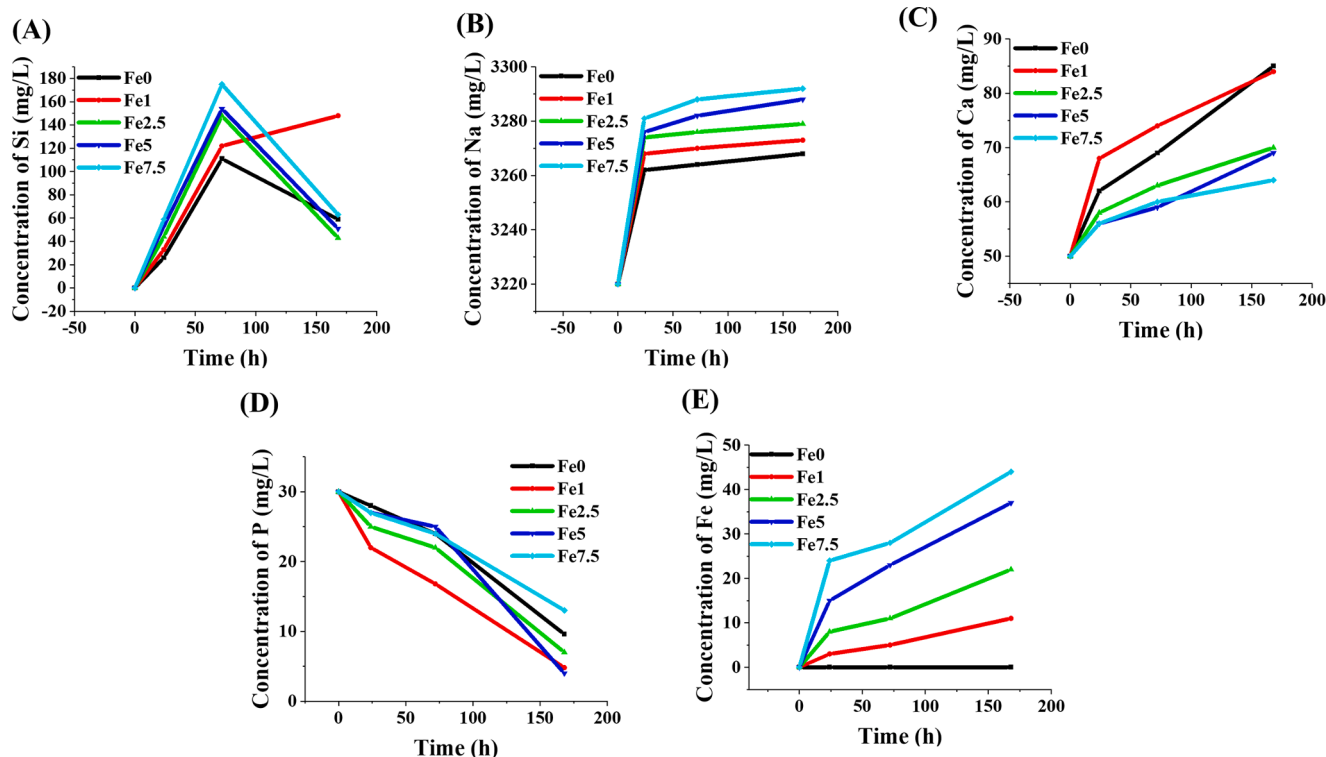 (A)
Concentration of Si (mg/L)
180
160
140
120
100
80
60
40
20
0
-20
-50
0
50
100
150
200
Time (h)
Fe0
Fe1
Fe2.5
Fe5
Fe7.5
(B)
Concentration of Na (mg/L)
3300
3280
3260
3240
3220
-50
0
50
100
150
200
Time (h)
Fe0
Fe1
Fe2.5
Fe5
Fe7.5
(C)
Concentration of Ca (mg/L)
90
80
70
60
50
-50
0
50
100
150
200
Time (h)
Fe0
Fe1
Fe2.5
Fe5
Fe7.5
(D)
Concentration of P (mg/L)
30
20
10
0
0
50
100
150
200
Time (h)
Fe0
Fe1
Fe2.5
Fe5
Fe7.5
(E)
Concentration of Fe (mg/L)
50
40
30
20
10
0
0
50
100
150
200
Time (h)
Fe0
Fe1
Fe2.5
Fe5
Fe7.5